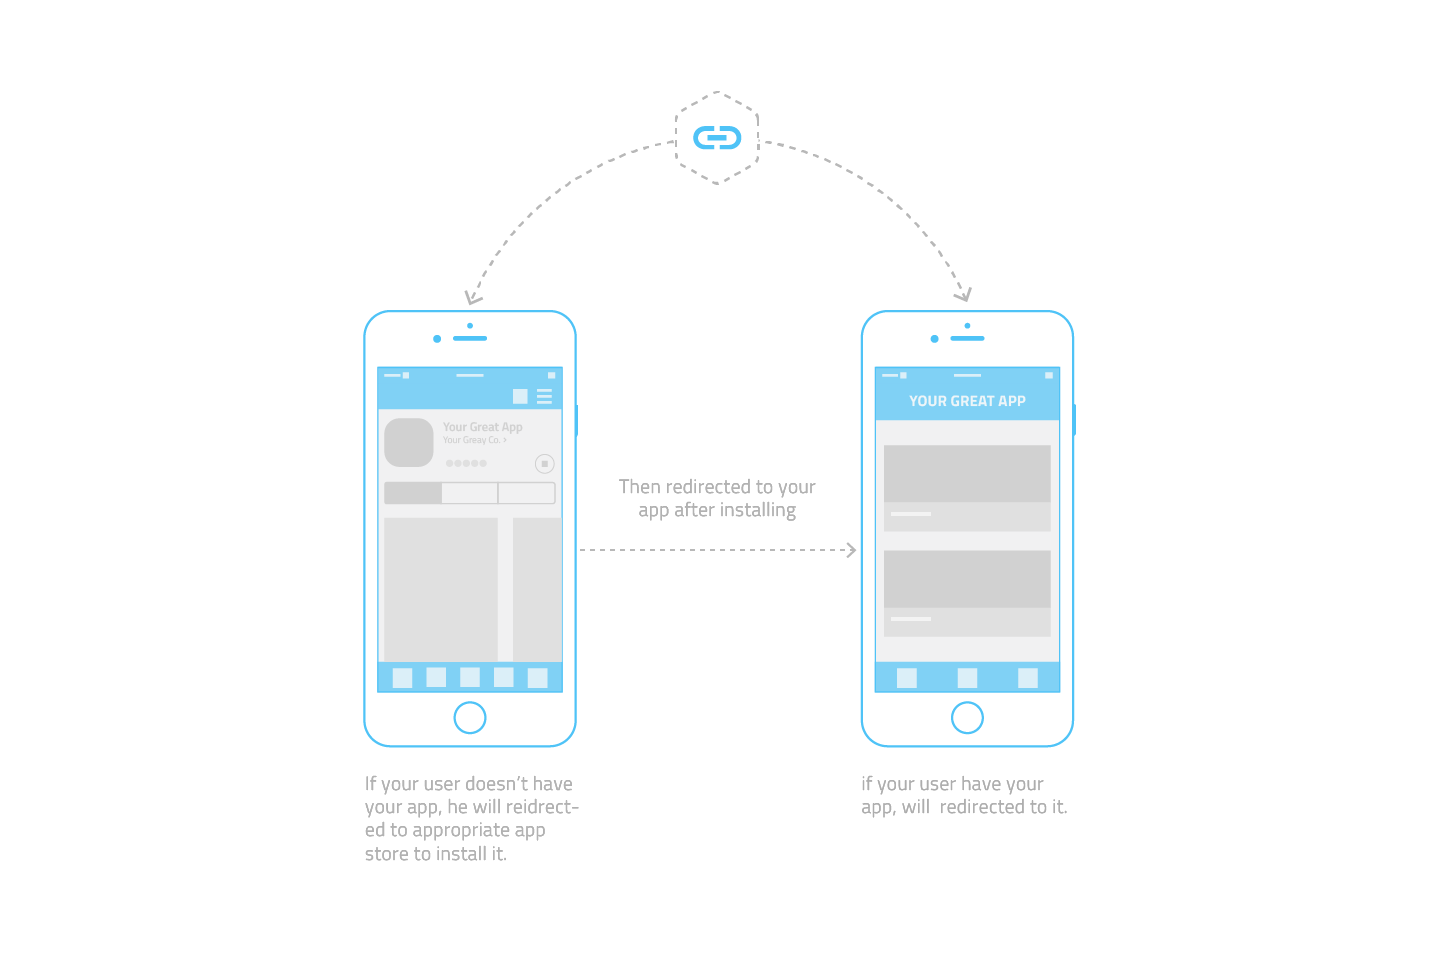 YOUR GREAT APP
Your Great App
Your Greay Co. ›
Then redirected to your
app after installing
If your user doesn't have
your app, he will reidrect-
ed to appropriate app
store to install it.
if your user have your
app, will redirected to it.